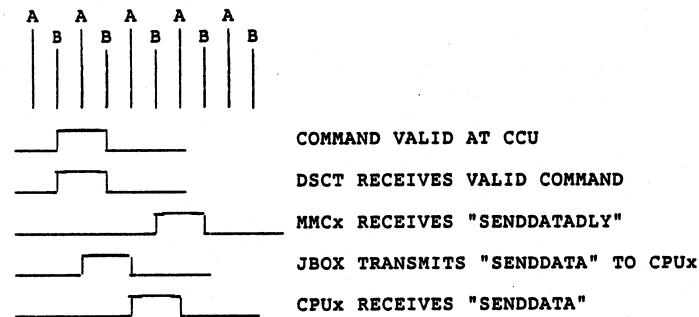 A A A A A
B B B B B
COMMAND VALID AT CCU
DSCT RECEIVES VALID COMMAND
MMCx RECEIVES "SENDDATADLY"
JBOX TRANSMITS "SENDDATA" TO CPUx
CPUx RECEIVES "SENDDATA"